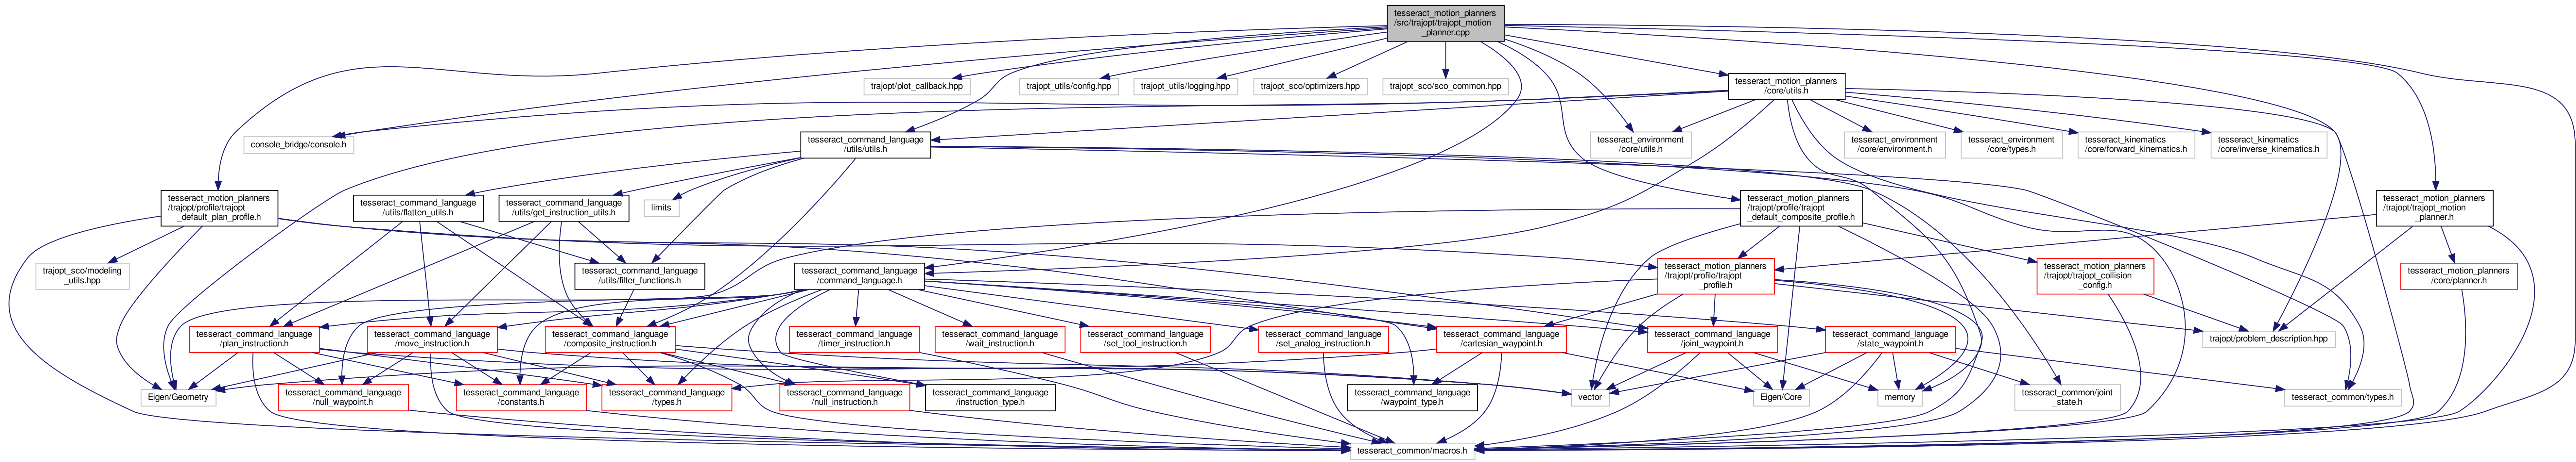 tesseract_motion_planners
/src/trajopt/trajopt_motion
_planner.cpp
trajopt/plot_callback.hpp
trajopt_utils/config.hpp
trajopt_utils/logging.hpp
trajopt_sco/optimizers.hpp
trajopt_sco/sco_common.hpp
tesseract_motion_planners
/core/utils.h
console_bridge/console.h
tesseract_command_language
/utils/utils.h
tesseract_environment
/core/utils.h
tesseract_environment
/core/environment.h
tesseract_environment
/core/types.h
tesseract_kinematics
/core/forward_kinematics.h
tesseract_kinematics
/core/inverse_kinematics.h
tesseract_motion_planners
/trajopt/profile/trajopt
_default_plan_profile.h
tesseract_command_language
/utils/flatten_utils.h
tesseract_command_language
/utils/get_instruction_utils.h
limits
tesseract_motion_planners
/trajopt/profile/trajopt
_default_composite_profile.h
tesseract_motion_planners
/trajopt/trajopt_motion
_planner.h
trajopt_sco/modeling
_utils.hpp
tesseract_command_language
/utils/filter_functions.h
tesseract_command_language
/command_language.h
tesseract_motion_planners
/trajopt/profile/trajopt
_profile.h
tesseract_motion_planners
/trajopt/trajopt_collision
_config.h
tesseract_motion_planners
/core/planner.h
tesseract_command_language
/plan_instruction.h
tesseract_command_language
/move_instruction.h
tesseract_command_language
/composite_instruction.h
tesseract_command_language
/timer_instruction.h
tesseract_command_language
/wait_instruction.h
tesseract_command_language
/set_tool_instruction.h
tesseract_command_language
/set_analog_instruction.h
tesseract_command_language
/cartesian_waypoint.h
tesseract_command_language
/joint_waypoint.h
tesseract_command_language
/state_waypoint.h
trajopt/problem_description.hpp
Eigen/Geometry
tesseract_command_language
/null_waypoint.h
tesseract_command_language
/constants.h
tesseract_command_language
/types.h
tesseract_command_language
/null_instruction.h
tesseract_command_language
/instruction_type.h
tesseract_command_language
/waypoint_type.h
vector
Eigen/Core
memory
tesseract_common/joint
_state.h
tesseract_common/types.h
tesseract_common/macros.h